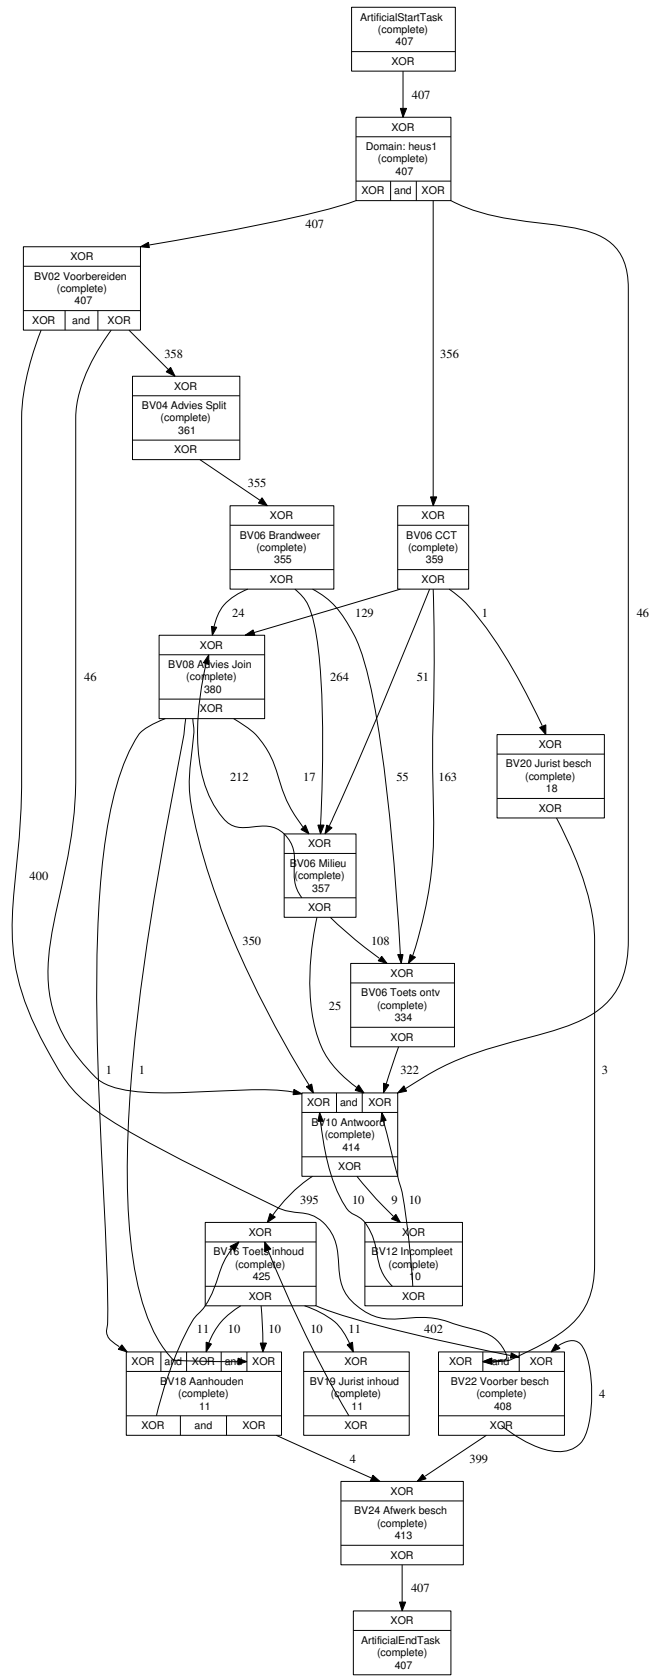 ArtificialStartTask
(complete)
407
XOR
407
XOR
Domain: heus1
(complete)
407
XOR and XOR
407
XOR
BV02 Voorbereiden
(complete)
407
XOR and XOR
358
356
XOR
BV04 Advies Split
(complete)
361
XOR
355
XOR
BV06 Brandweer
(complete)
355
XOR
XOR
BV06 CCT
(complete)
359
XOR
24
129
1
46
XOR
BV08 Advies Join
(complete)
380
XOR
46
264
51
XOR
BV20 Jurist besch
(complete)
18
XOR
212
17
55
163
XOR
BV06 Milieu
(complete)
357
XOR
400
350
108
XOR
BV06 Toets ontv
(complete)
334
XOR
25
322
1
1
3
XOR and XOR
BV10 Antwoord
(complete)
414
XOR
395
10
9
10
XOR
BV16 Toets inhoud
(complete)
425
XOR
XOR
BV12 Incompleet
(complete)
10
XOR
11
10
10
10
11
402
XOR and XOR and XOR
BV18 Aanhouden
(complete)
11
XOR and XOR
XOR
BV19 Jurist inhoud
(complete)
11
XOR
XOR and XOR
BV22 Voorber besch
(complete)
408
XOR
4
4
399
XOR
BV24 Afwerk besch
(complete)
413
XOR
407
XOR
ArtificialEndTask
(complete)
407